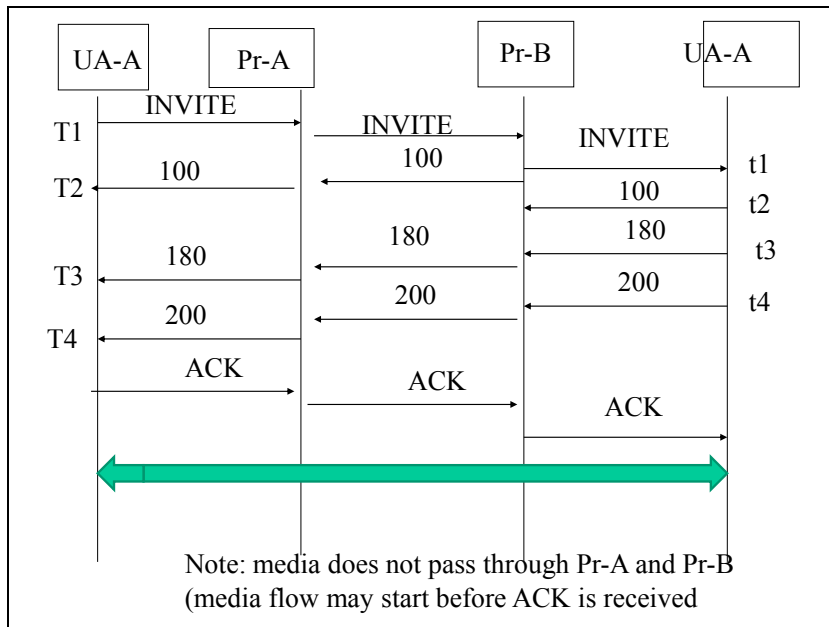 UA-A
Pr-A
Pr-B
UA-A
INVITE
T1
INVITE
INVITE
t1
100
100
T2
100
t2
180
180
180
t3
T3
200
200
200
t4
T4
ACK
ACK
ACK
Note: media does not pass through Pr-A and Pr-B
(media flow may start before ACK is received